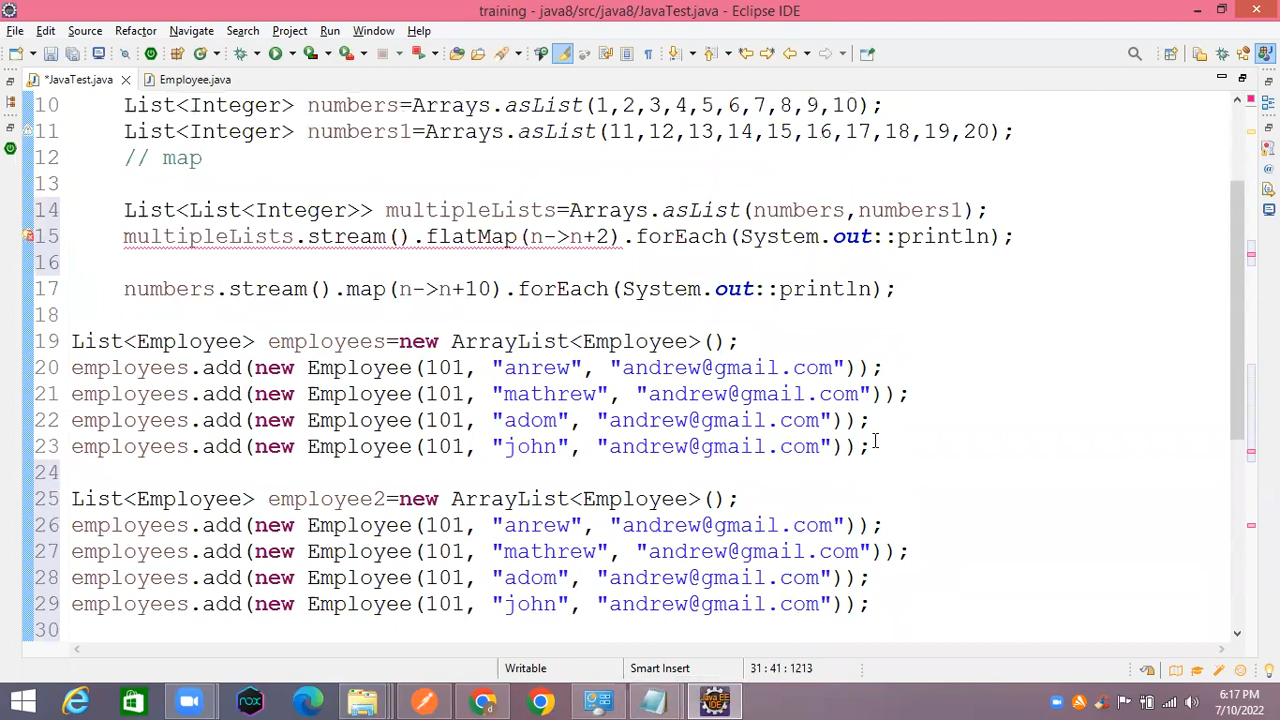 training - java8/src/java8/JavaTest.java - Eclipse IDE
File Edit Source Refactor Navigate Search Project Run Window Help
*JavaTest.java Employee.java
10 List<Integer> numbers=Arrays.asList(1,2,3,4,5,6,7,8,9,10);
11 List<Integer> numbers1=Arrays.asList(11,12,13,14,15,16,17,18,19,20);
12 // map
13
14 List<List<Integer>> multipleLists=Arrays.asList(numbers,numbers1);
15 multipleLists.stream().flatMap(n->n+2).forEach(System.out::println);
16
17 numbers.stream().map(n->n+10).forEach(System.out::println);
18
19 List<Employee> employees=new ArrayList<Employee>();
20 employees.add(new Employee(101, "anrew", "andrew@gmail.com"));
21 employees.add(new Employee(101, "mathrew", "andrew@gmail.com"));
22 employees.add(new Employee(101, "adom", "andrew@gmail.com"));
23 employees.add(new Employee(101, "john", "andrew@gmail.com"));
24
25 List<Employee> employee2=new ArrayList<Employee>();
26 employees.add(new Employee(101, "anrew", "andrew@gmail.com"));
27 employees.add(new Employee(101, "mathrew", "andrew@gmail.com"));
28 employees.add(new Employee(101, "adom", "andrew@gmail.com"));
29 employees.add(new Employee(101, "john", "andrew@gmail.com"));
30
Writable Smart Insert 31 : 41 : 1213
6:17 PM
7/10/2022